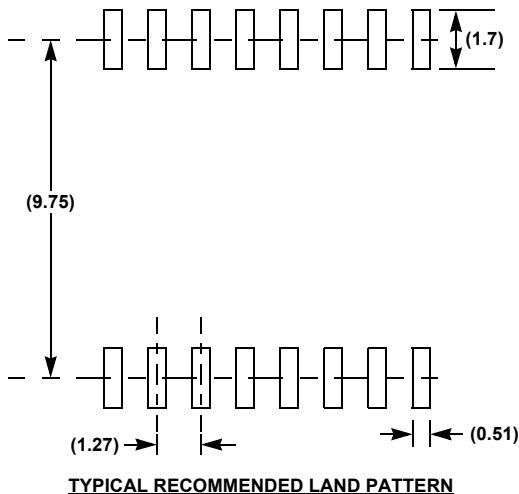 (1.7)
(9.75)
(1.27)
(0.51)
TYPICAL RECOMMENDED LAND PATTERN